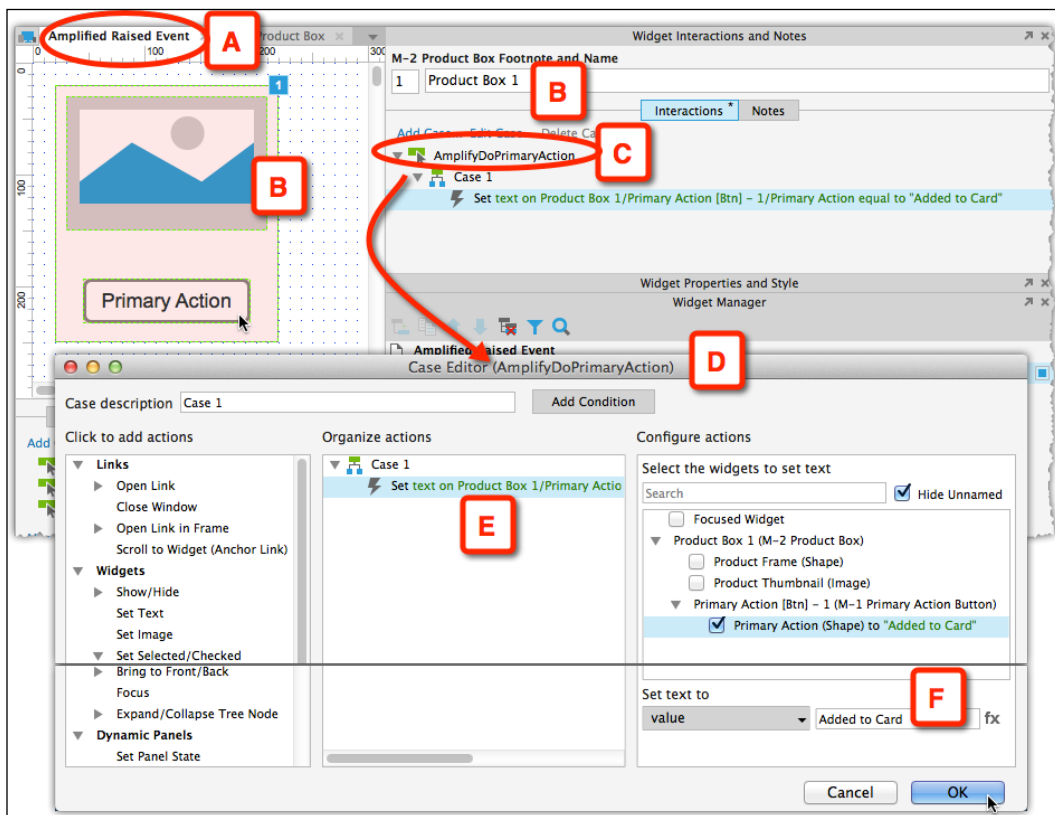 Amplified Raised Event
A
Product Box
0
100
200
300
0
100
200
1
B
Primary Action
Widget Interactions and Notes
M-2 Product Box Footnote and Name
1 Product Box 1
B
Interactions * Notes
Add Case... Edit Case... Delete Ca
AmplifyDoPrimaryAction
C
Case 1
Set text on Product Box 1/Primary Action [Btn] – 1/Primary Action equal to "Added to Card"
Widget Properties and Style
Widget Manager
Amplified Raised Event
Add
Case Editor (AmplifyDoPrimaryAction)
D
Case description Case 1 Add Condition
Click to add actions
Links
Open Link
Close Window
Open Link in Frame
Scroll to Widget (Anchor Link)
Widgets
Show/Hide
Set Text
Set Image
Set Selected/Checked
Bring to Front/Back
Focus
Expand/Collapse Tree Node
Dynamic Panels
Set Panel State
Organize actions
Case 1
Set text on Product Box 1/Primary Actio
E
Configure actions
Select the widgets to set text
Search Hide Unnamed
Focused Widget
Product Box 1 (M-2 Product Box)
Product Frame (Shape)
Product Thumbnail (Image)
Primary Action [Btn] – 1 (M-1 Primary Action Button)
Primary Action (Shape) to "Added to Card"
Set text to
F
value Added to Card fx
Cancel OK